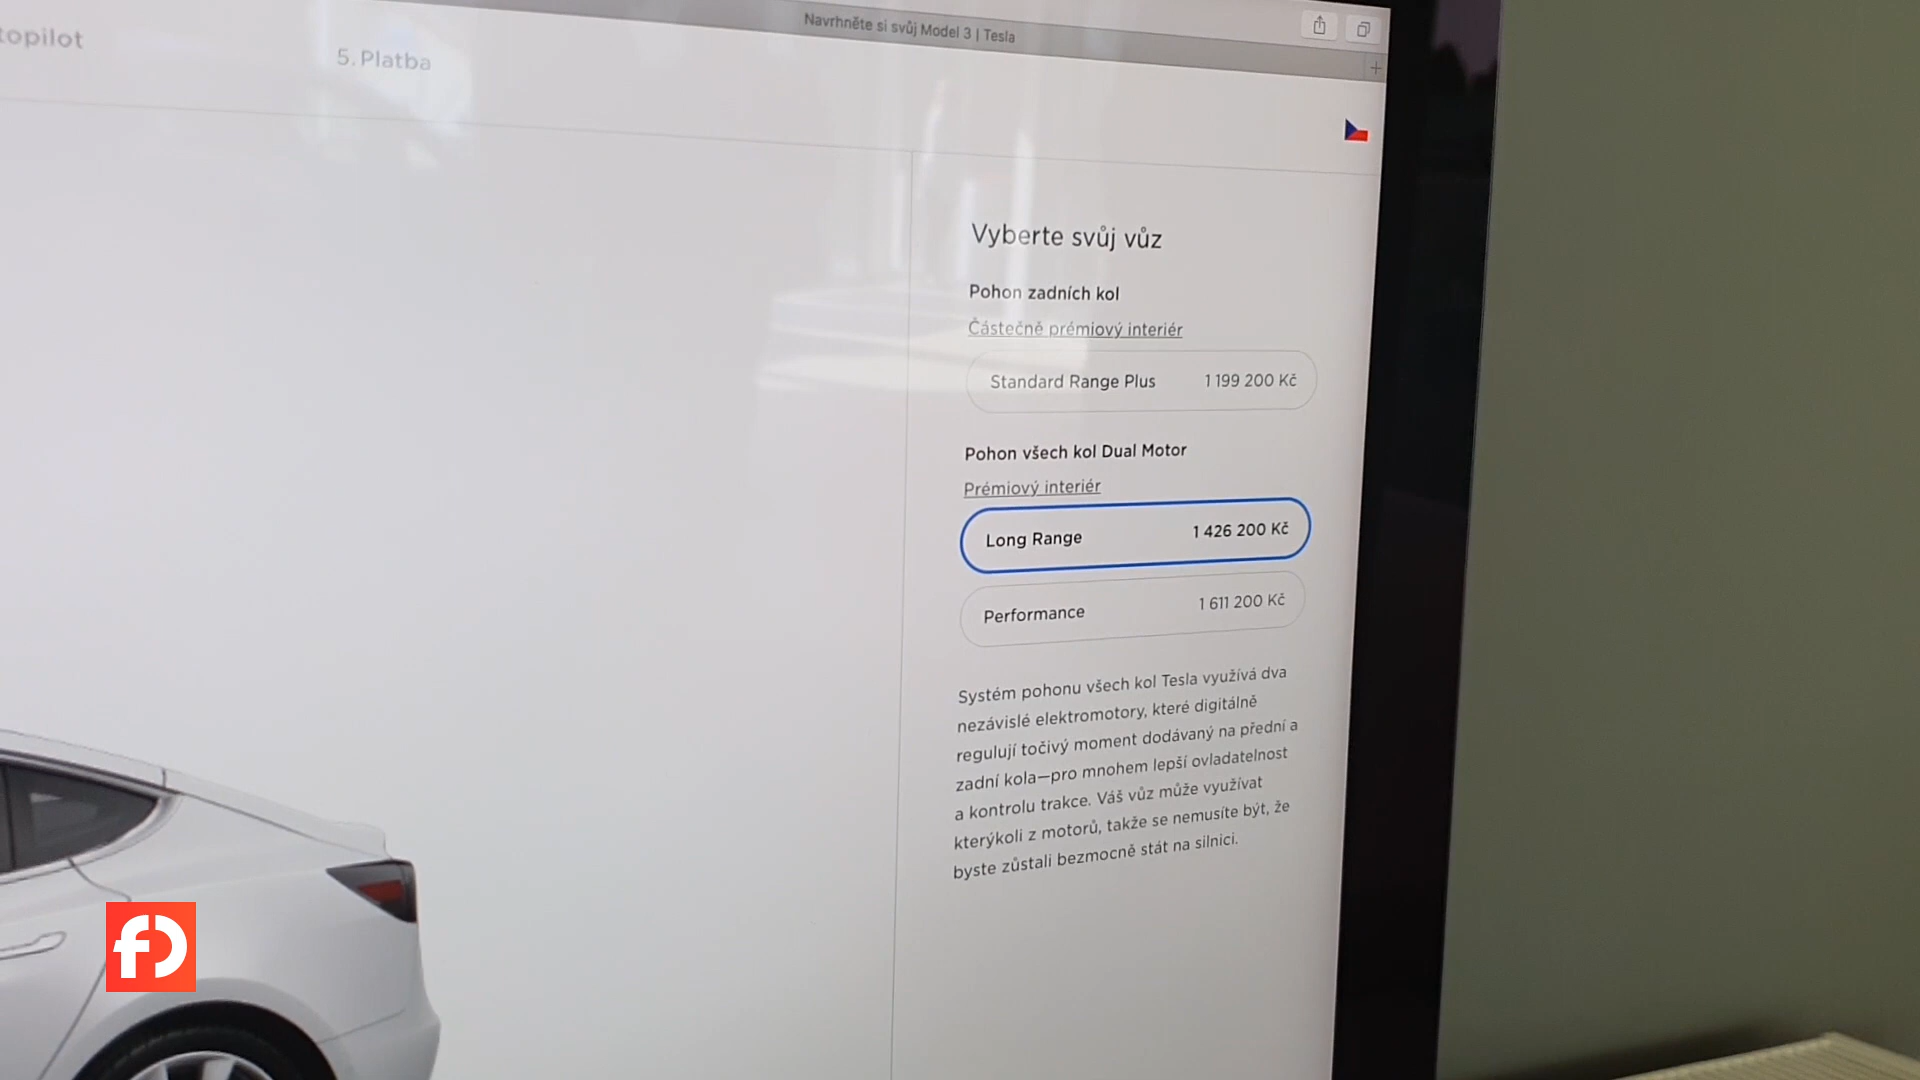 Navrhněte si svůj Model 3 | Tesla
topilot
5. Platba
Vyberte svůj vůz
Pohon zadních kol
Částečně prémiový interiér
Standard Range Plus 1 199 200 Kč
Pohon všech kol Dual Motor
Prémiový interiér
Long Range 1 426 200 Kč
Performance 1 611 200 Kč
Systém pohonu všech kol Tesla využívá dva
nezávislé elektromotory, které digitálně
regulují točivý moment dodávaný na přední a
zadní kola—pro mnohem lepší ovladatelnost
a kontrolu trakce. Váš vůz může využívat
kterýkoli z motorů, takže se nemusíte být, že
byste zůstali bezmocně stát na silnici.